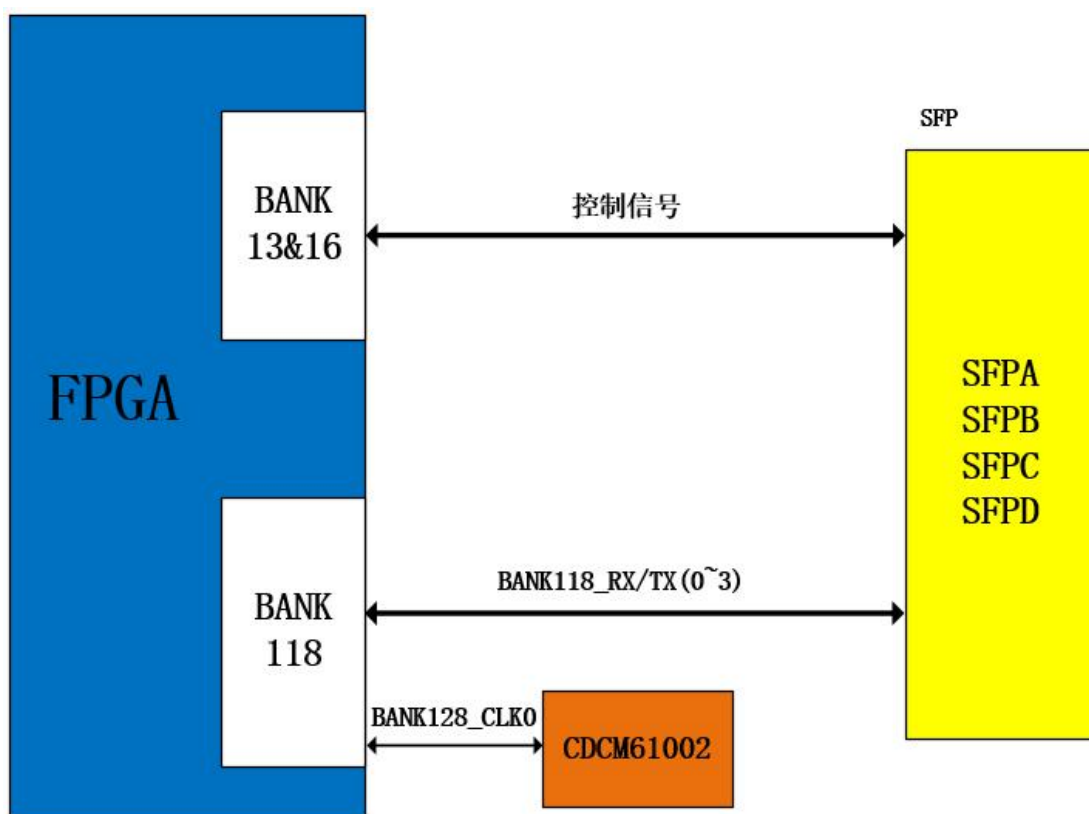 SFP
BANK
13&16
控制信号
FPGA
SFPA
SFPB
SFPC
SFPD
BANK118_RX/TX(0~3)
BANK
118
BANK128_CLK0
CDCM61002